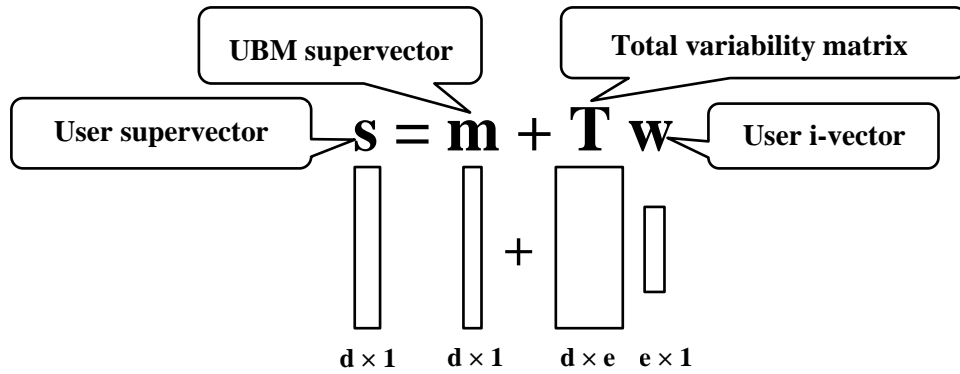 UBM supervector
Total variability matrix
User supervector
s = m + T w
User i-vector
+
d × 1
d × 1
d × e
e × 1